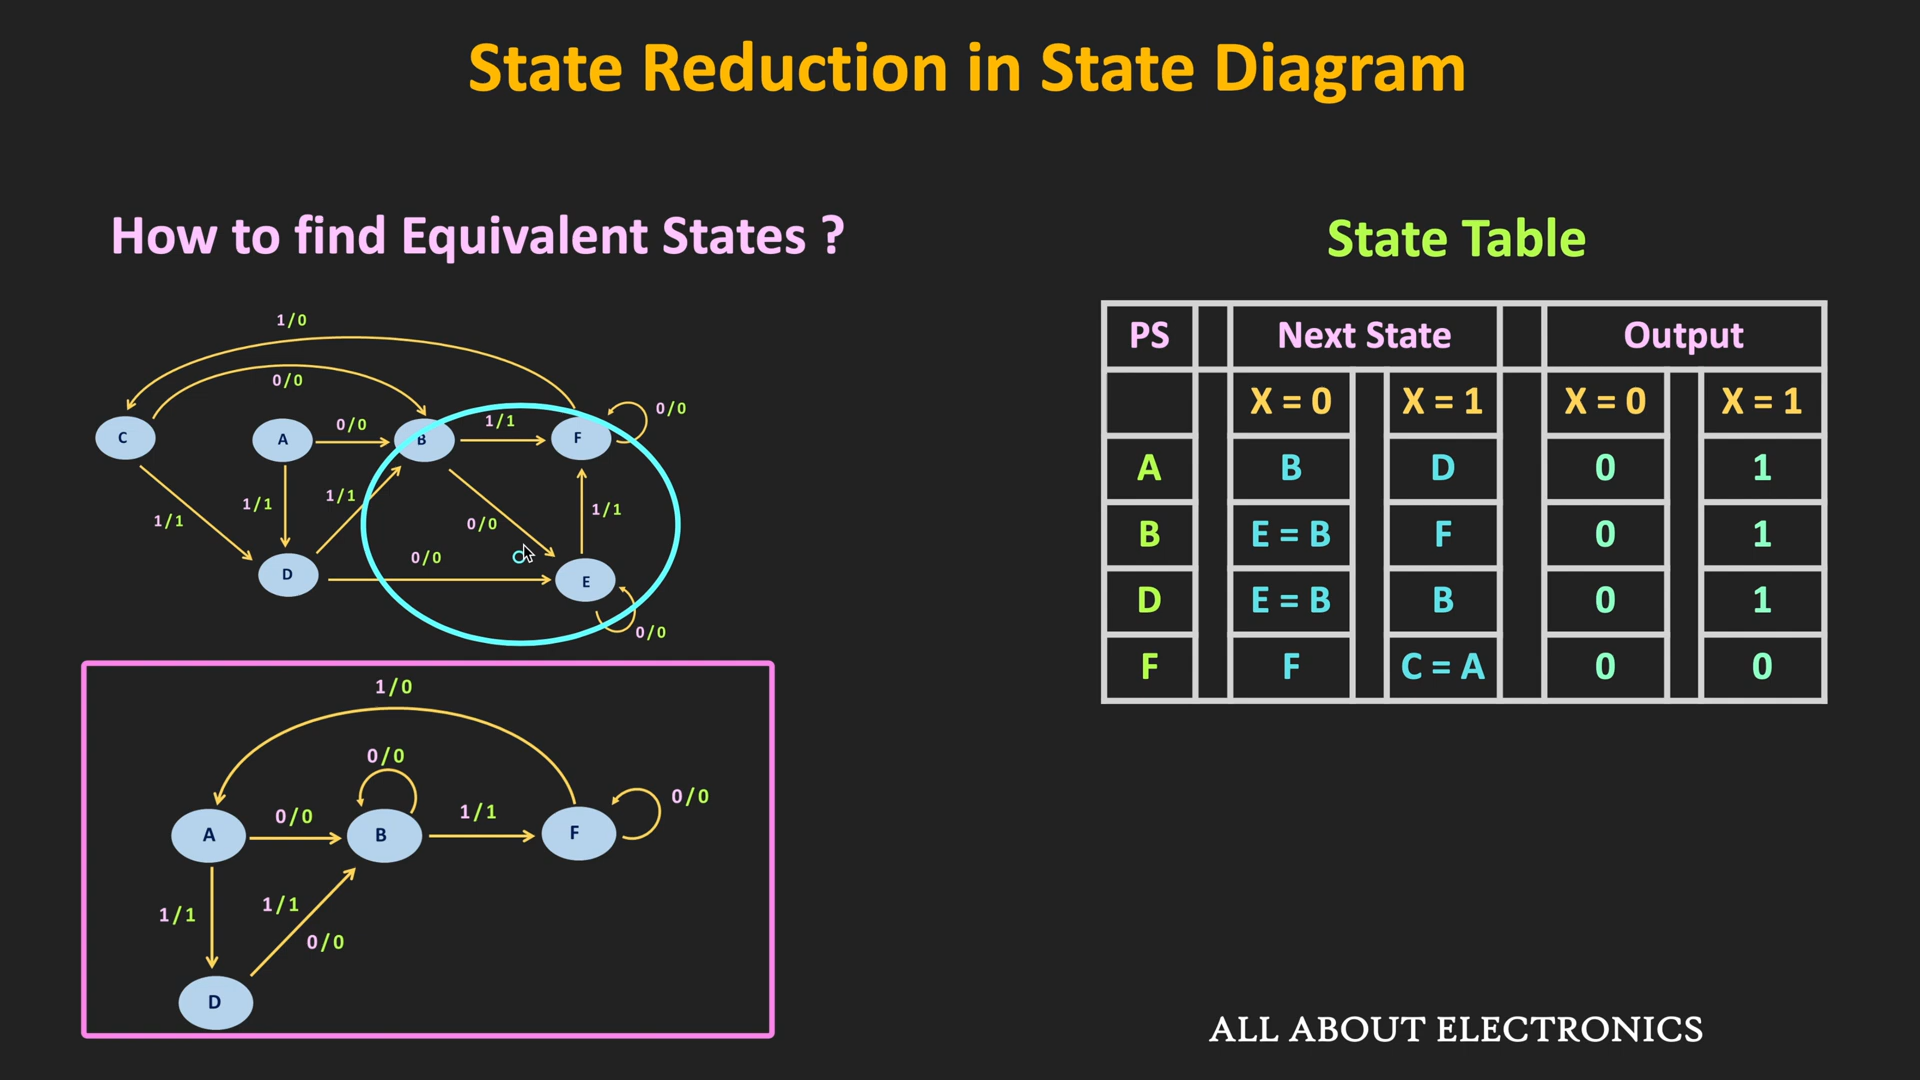 State Reduction in State Diagram
How to find Equivalent States ?
1/0
0/0
C
A
0/0
B
1/1
F
0/0
1/1
1/1
1/1
0/0
1/1
D
0/0
E
0/0
1/0
0/0
A
0/0
B
1/1
F
0/0
1/1
1/1
0/0
D
State Table
PS Next State Output
X = 0 X = 1 X = 0 X = 1
A B D 0 1
B E = B F 0 1
D E = B B 0 1
F F C = A 0 0
ALL ABOUT ELECTRONICS